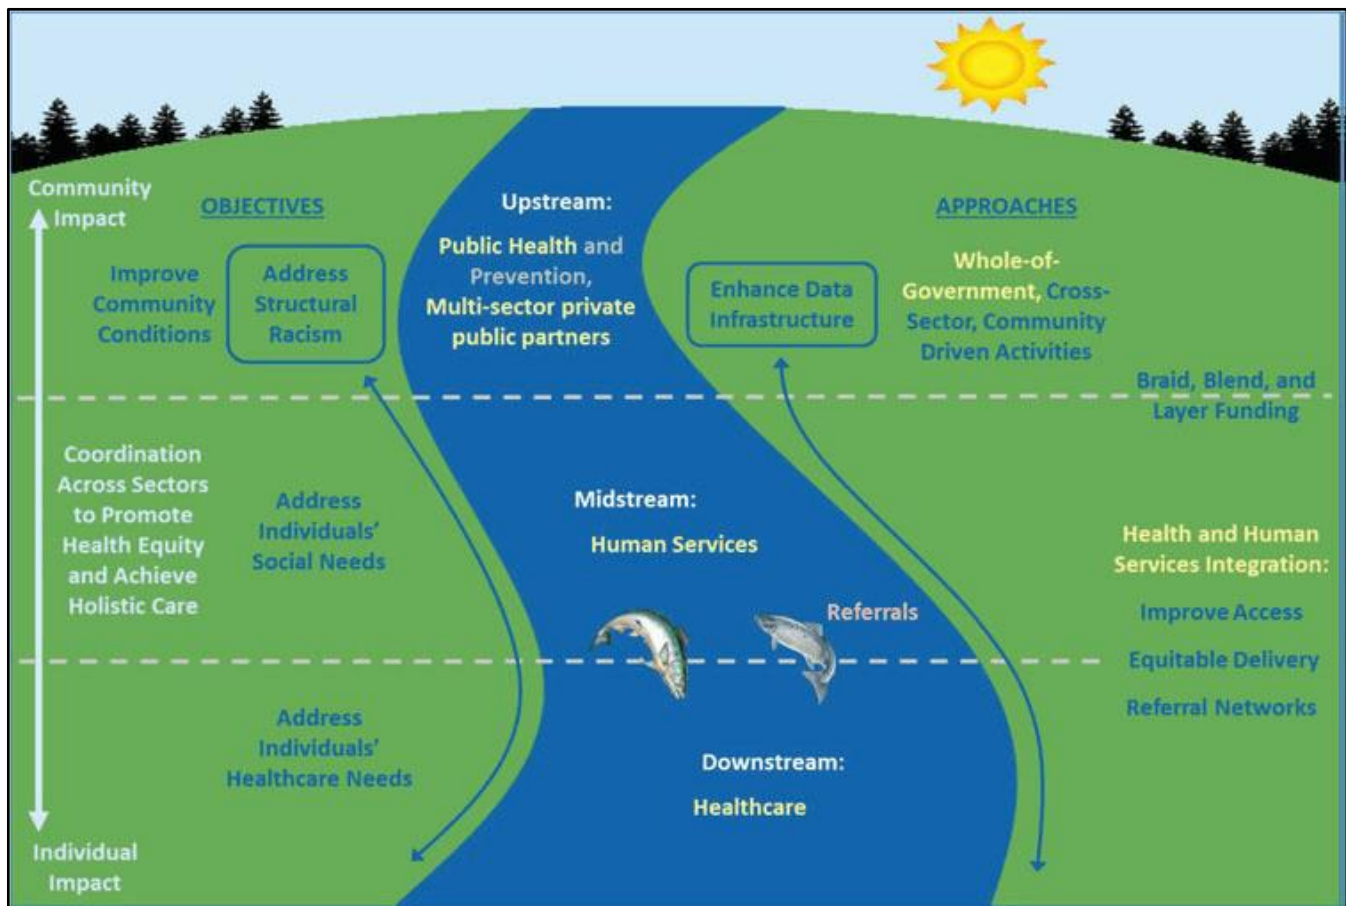 Community
Impact
OBJECTIVES
Improve
Community
Conditions
Address
Structural
Racism
Upstream:
Public Health and
Prevention,
Multi-sector private
public partners
APPROACHES
Enhance Data
Infrastructure
Whole-of-
Government, Cross-
Sector, Community
Driven Activities
Braid, Blend, and
Layer Funding
Coordination
Across Sectors
to Promote
Health Equity
and Achieve
Holistic Care
Address
Individuals'
Social Needs
Midstream:
Human Services
Referrals
Health and Human
Services Integration:
Improve Access
Equitable Delivery
Referral Networks
Address
Individuals'
Healthcare Needs
Downstream:
Healthcare
Individual
Impact